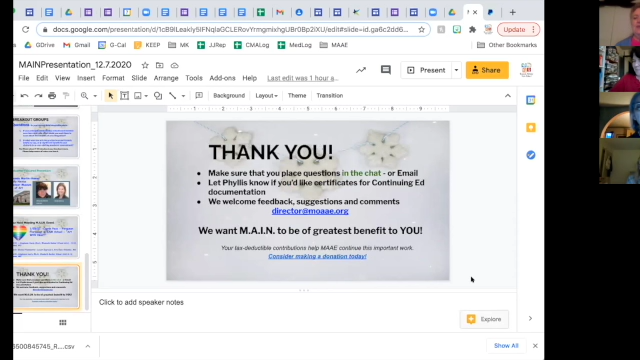 docs.google.com/presentation/d/1cB9lLeakly5IFNqlaGCLERovYrmgmixhgUBr0Bp2iXU/edit#slide=id.ga6c2dd6...
Update
GDrive
Gmail
G-Cal
KEEP
MK
JJRep
CMALog
MedLog
MAAE
Other Bookmarks
MAINPresentation_12.7.2020
File Edit View Insert Format Slide Arrange Tools Add-ons Help Last edit was 1 hour a...
Present
Share
Background Layout Theme Transition
THANK YOU!
● Make sure that you place questions in the chat - or Email
● Let Phyllis know if you'd like certificates for Continuing Ed
documentation
● We welcome feedback, suggestions and comments
director@moaae.org
We want M.A.I.N. to be of greatest benefit to YOU!
Your tax-deductible contributions help MAAE continue this important work.
Consider making a donation today!
THANK YOU!
Click to add speaker notes
Explore
3500845745_R....csv
Show All